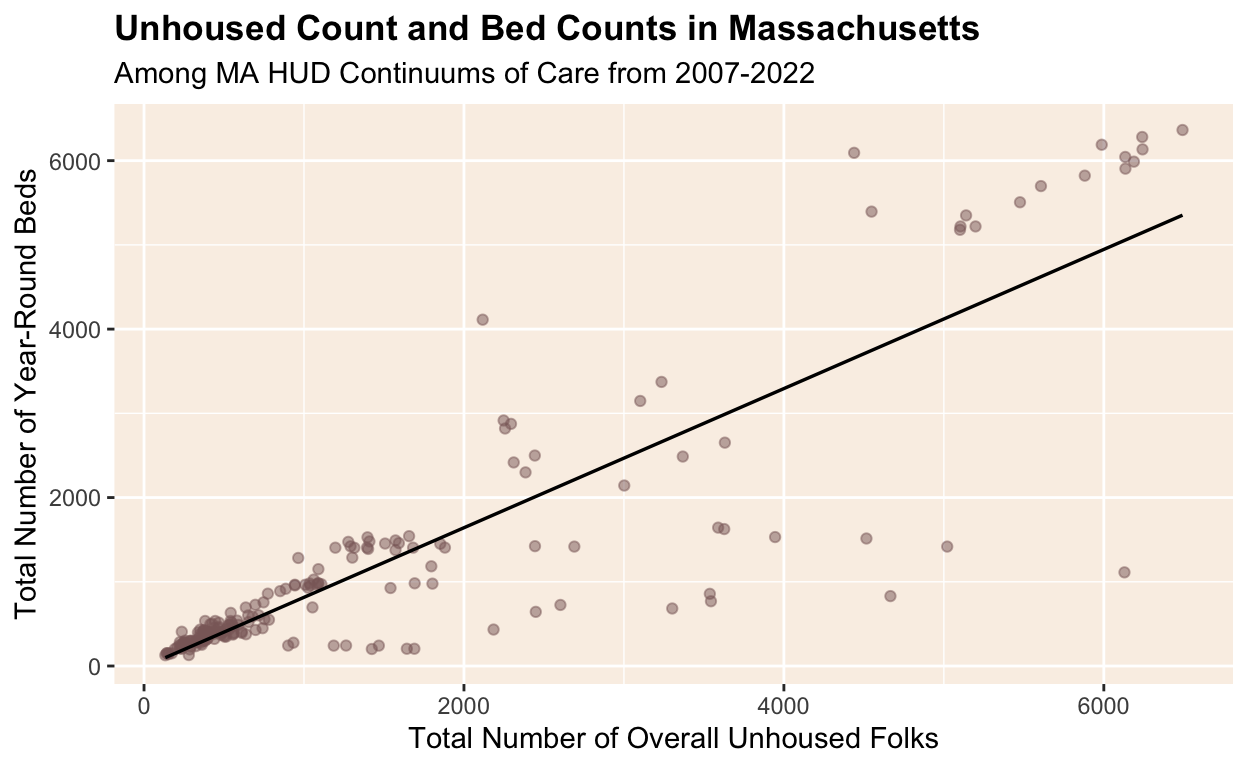 Unhoused Count and Bed Counts in Massachusetts
Among MA HUD Continuums of Care from 2007-2022
Total Number of Year-Round Beds
6000
4000
2000
0
0 2000 4000 6000
Total Number of Overall Unhoused Folks